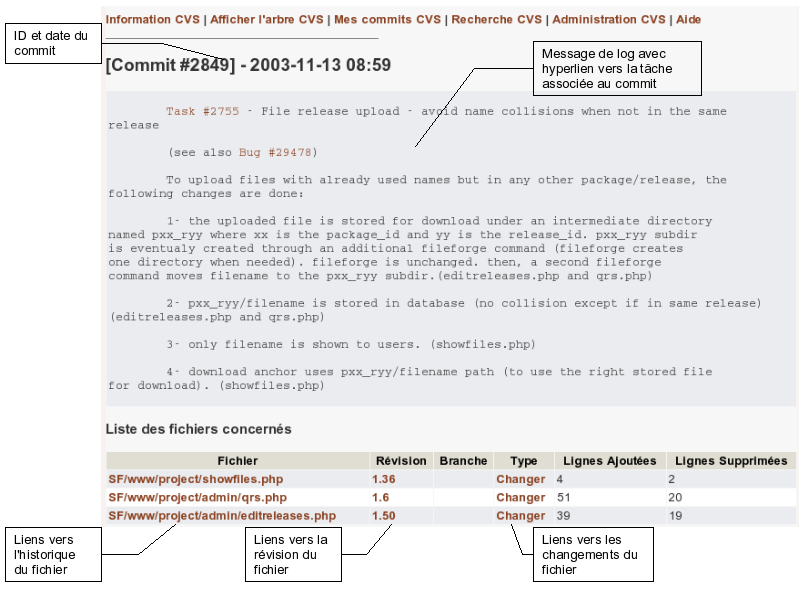 Information CVS | Afficher l'arbre CVS | Mes commits CVS | Recherche CVS | Administration CVS | Aide
ID et date du
commit
[Commit #2849] - 2003-11-13 08:59
Message de log avec
hyperlien vers la tâche
associée au commit
Task #2755 - File release upload - avoid name collisions when not in the same
release
(see also Bug #29478)
To upload files with already used names but in any other package/release, the
following changes are done:
1- the uploaded file is stored for download under an intermediate directory
named pxx_ryy where xx is the package_id and yy is the release_id. pxx_ryy subdir
is eventualy created through an additional fileforge command (fileforge creates
one directory when needed). fileforge is unchanged. then, a second fileforge
command moves filename to the pxx_ryy subdir.(editreleases.php and qrs.php)
2- pxx_ryy/filename is stored in database (no collision except if in same release)
(editreleases.php and qrs.php)
3- only filename is shown to users. (showfiles.php)
4- download anchor uses pxx_ryy/filename path (to use the right stored file
for download). (showfiles.php)
Liste des fichiers concernés
Fichier Révision Branche Type Lignes Ajoutées Lignes Supprimées
SF/www/project/showfiles.php 1.36 Changer 4 2
SF/www/project/admin/qrs.php 1.6 Changer 51 20
SF/www/project/admin/editreleases.php 1.50 Changer 39 19
Liens vers
l'historique
du fichier
Liens vers la
révision du
fichier
Liens vers les
changements du
fichier